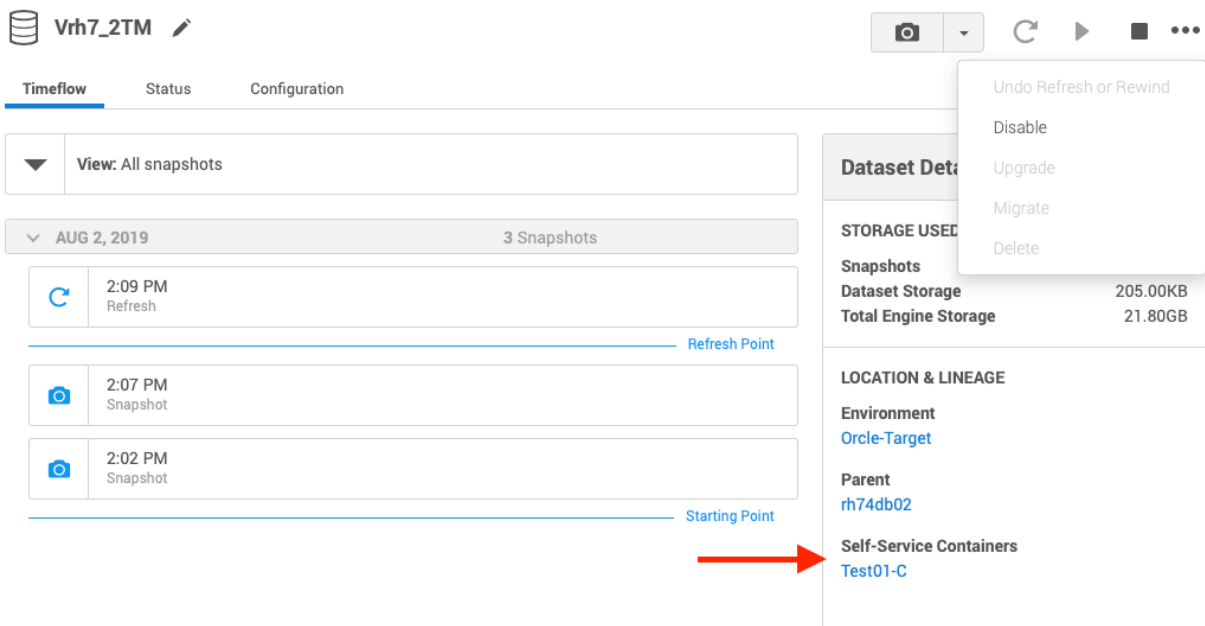 Vrh7_2TM
Timeflow Status Configuration
Undo Refresh or Rewind
Disable
Upgrade
Migrate
Delete
View: All snapshots
AUG 2, 2019 3 Snapshots
2:09 PM
Refresh
Refresh Point
2:07 PM
Snapshot
2:02 PM
Snapshot
Starting Point
Dataset Deta
STORAGE USED
Snapshots
Dataset Storage 205.00KB
Total Engine Storage 21.80GB
LOCATION & LINEAGE
Environment
Orcle-Target
Parent
rh74db02
Self-Service Containers
Test01-C